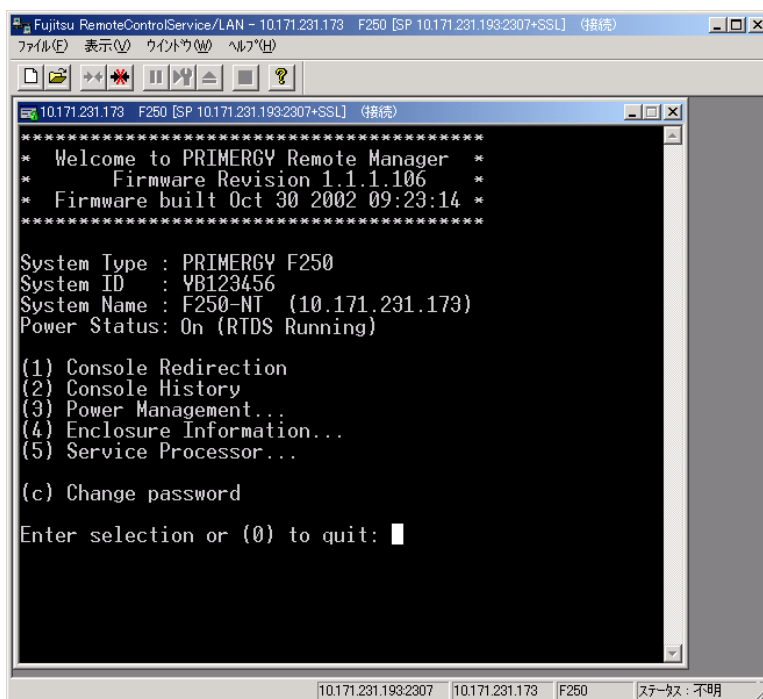 Fujitsu RemoteControlService/LAN - 10.171.231.173 F250 [SP 10.171.231.193:2307+SSL] (接続)
ファイル(F) 表示(V) ウインドウ(W) ヘルプ(H)
10.171.231.173 F250 [SP 10.171.231.193:2307+SSL] (接続)
*****************************************
* Welcome to PRIMERGY Remote Manager *
* Firmware Revision 1.1.1.106 *
* Firmware built Oct 30 2002 09:23:14 *
*****************************************
System Type : PRIMERGY F250
System ID : YB123456
System Name : F250-NT (10.171.231.173)
Power Status: On (RTDS Running)
(1) Console Redirection
(2) Console History
(3) Power Management...
(4) Enclosure Information...
(5) Service Processor...
(c) Change password
Enter selection or (0) to quit:
10.171.231.193:2307 10.171.231.173 F250 ステータス : 不明